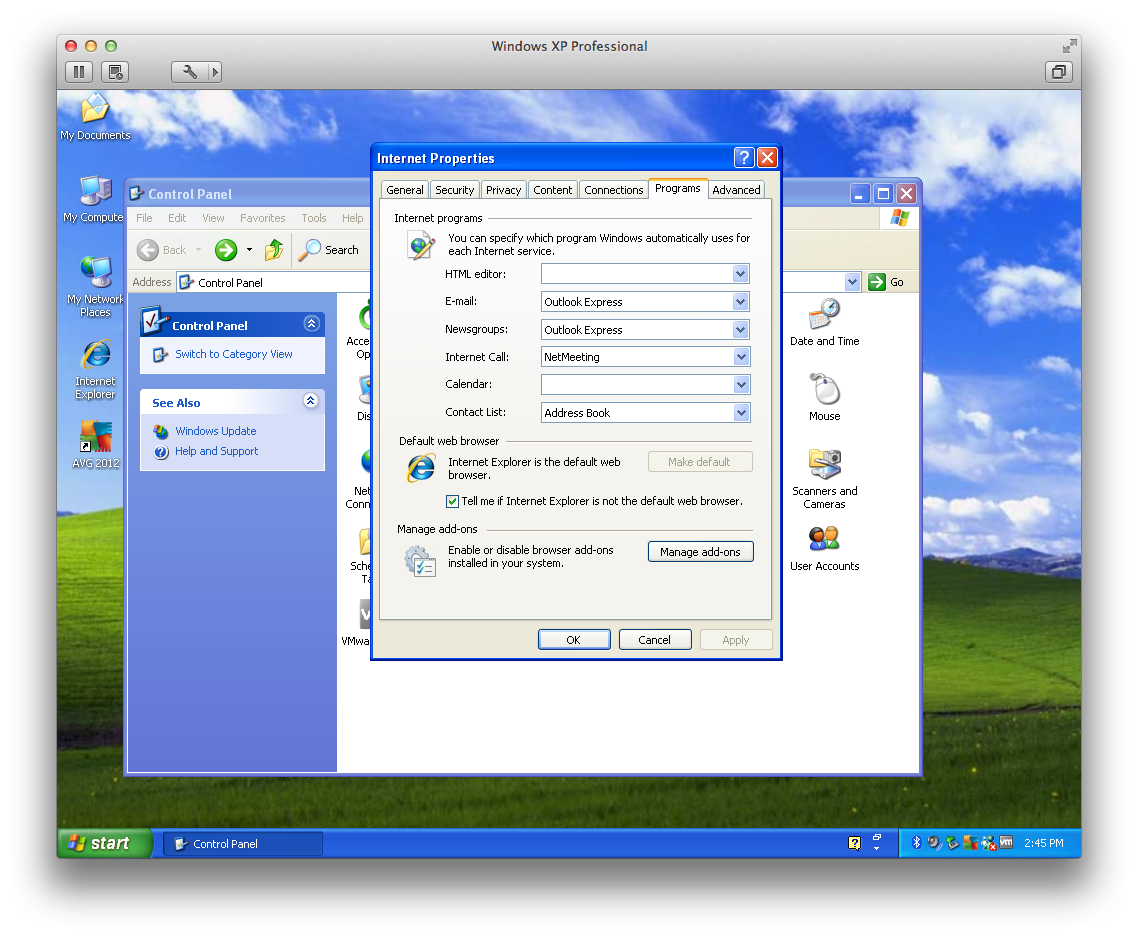 Windows XP Professional
My Documents
My Compute
My Network
Places
Internet
Explorer
AVG 2012
Control Panel
File Edit View Favorites Tools Help
Back Search
Address Control Panel Go
Control Panel
Switch to Category View
See Also
Windows Update
Help and Support
Acce
Op
Dis
Net
Conn
Sche
Ta
VMwa
Date and Time
Mouse
Scanners and
Cameras
User Accounts
Internet Properties
General Security Privacy Content Connections Programs Advanced
Internet programs
You can specify which program Windows automatically uses for
each Internet service.
HTML editor:
E-mail: Outlook Express
Newsgroups: Outlook Express
Internet Call: NetMeeting
Calendar:
Contact List: Address Book
Default web browser
Internet Explorer is the default web
browser.
Make default
Tell me if Internet Explorer is not the default web browser.
Manage add-ons
Enable or disable browser add-ons
installed in your system.
Manage add-ons
OK Cancel Apply
start Control Panel 2:45 PM